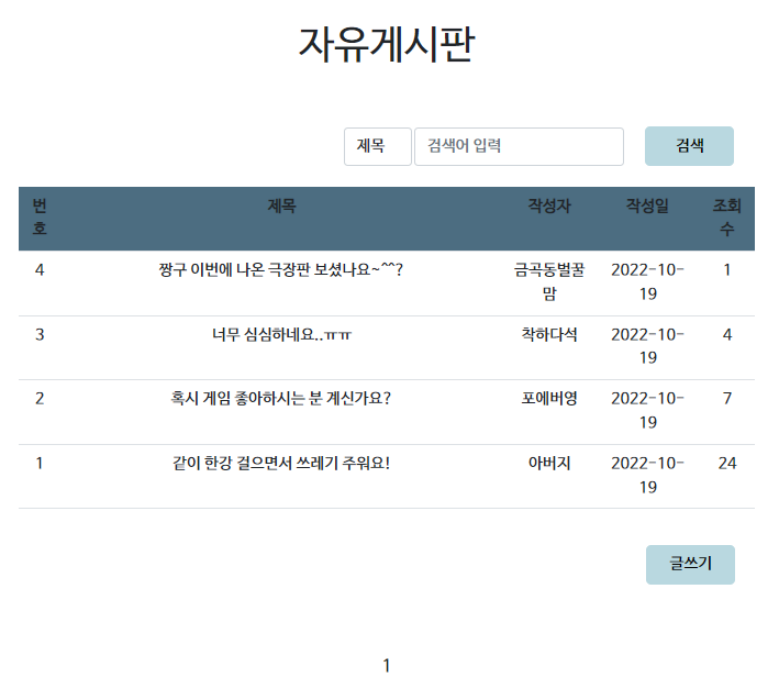 자유게시판
제목 검색어 입력 검색
번호 제목 작성자 작성일 조회수
4 짱구 이번에 나온 극장판 보셨나요~^^? 금곡동벌꿀맘 2022-10-19 1
3 너무 심심하네요..ㅠㅠ 착하다석 2022-10-19 4
2 혹시 게임 좋아하시는 분 계신가요? 포에버영 2022-10-19 7
1 같이 한강 걸으면서 쓰레기 주워요! 아버지 2022-10-19 24
글쓰기
1